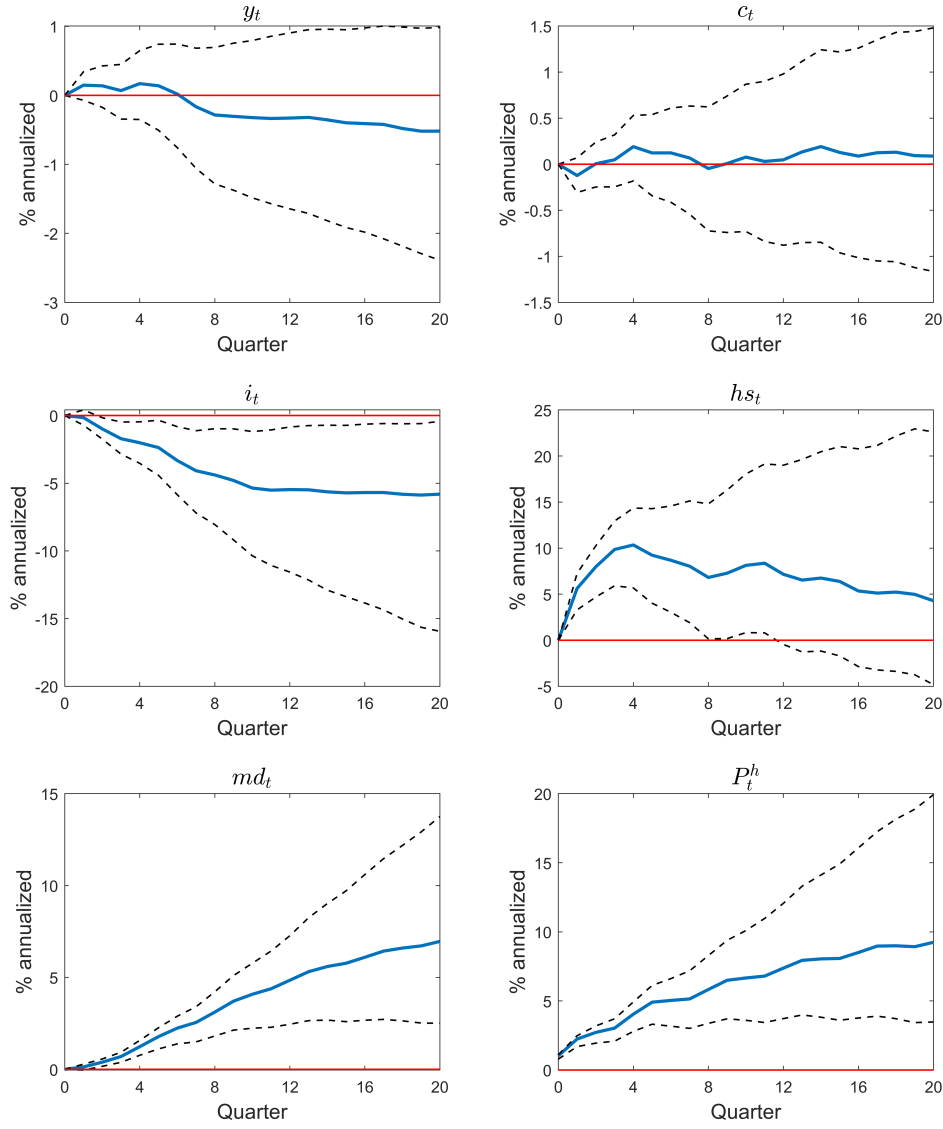 y_t
% annualized
1
0
-1
-2
-3
0 4 8 12 16 20
Quarter
c_t
% annualized
1.5
1
0.5
0
-0.5
-1
-1.5
0 4 8 12 16 20
Quarter
i_t
% annualized
0
-5
-10
-15
-20
0 4 8 12 16 20
Quarter
hs_t
% annualized
25
20
15
10
5
0
-5
0 4 8 12 16 20
Quarter
md_t
% annualized
15
10
5
0
0 4 8 12 16 20
Quarter
P_t^h
% annualized
20
15
10
5
0
0 4 8 12 16 20
Quarter